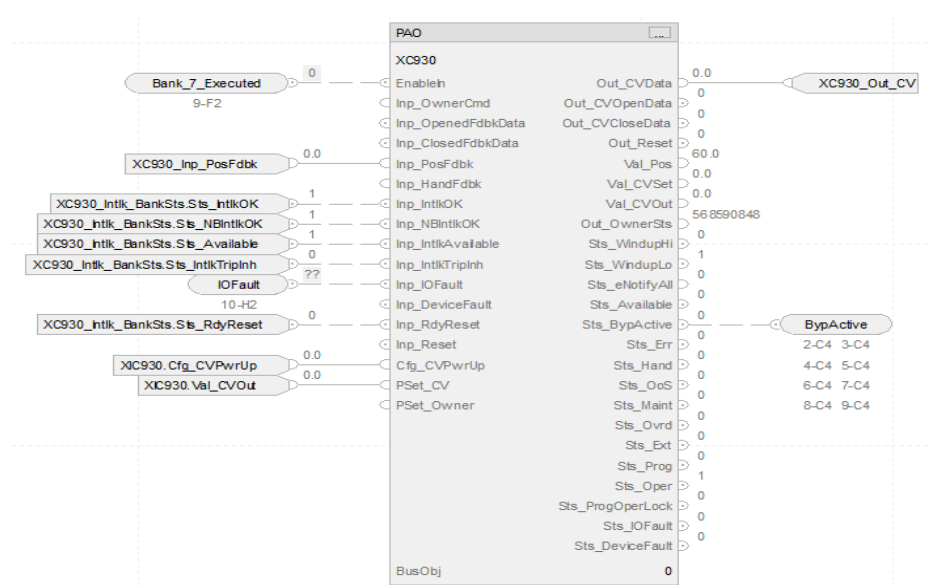 PAO ...
XC930
Bank_7_Executed 0 EnableIn Out_CVData 0.0 XC930_Out_CV
9-F2 Inp_OwnerCmd Out_CVOpenData 0
Inp_OpenedFdbkData Out_CVCloseData 0
Inp_ClosedFdbkData Out_Reset 0
XC930_Inp_PosFdbk 0.0 Inp_PosFdbk Val_Pos 60.0
Inp_HandFdbk Val_CVSet 0.0
XC930_Intlk_BankSts.Sts_IntlkOK 1 Inp_IntlkOK Val_CVOut 0.0
XC930_Intlk_BankSts.Sts_NBIntlkOK 1 Inp_NBIntlkOK Out_OwnerSts 568590848
XC930_Intlk_BankSts.Sts_Available 1 Inp_IntlkAvailable Sts_WindupHi 0
XC930_Intlk_BankSts.Sts_IntlkTripInh 0 Inp_IntlkTripInh Sts_WindupLo 1
IOFault ?? Inp_IOFault Sts_eNotifyAll 0
10-H2 Inp_DeviceFault Sts_Available 0
XC930_Intlk_BankSts.Sts_RdyReset 0 Inp_RdyReset Sts_BypActive 0 BypActive
Inp_Reset Sts_Err 0 2-C4 3-C4
XIC930.Cfg_CVPwrUp 0.0 Cfg_CVPwrUp Sts_Hand 0 4-C4 5-C4
XIC930.Val_CVOut 0.0 PSet_CV Sts_OoS 0 6-C4 7-C4
PSet_Owner Sts_Maint 0 8-C4 9-C4
Sts_Ovrd 0
Sts_Ext 0
Sts_Prog 0
Sts_Oper 1
Sts_ProgOperLock 0
Sts_IOFault 0
Sts_DeviceFault 0
BusObj 0